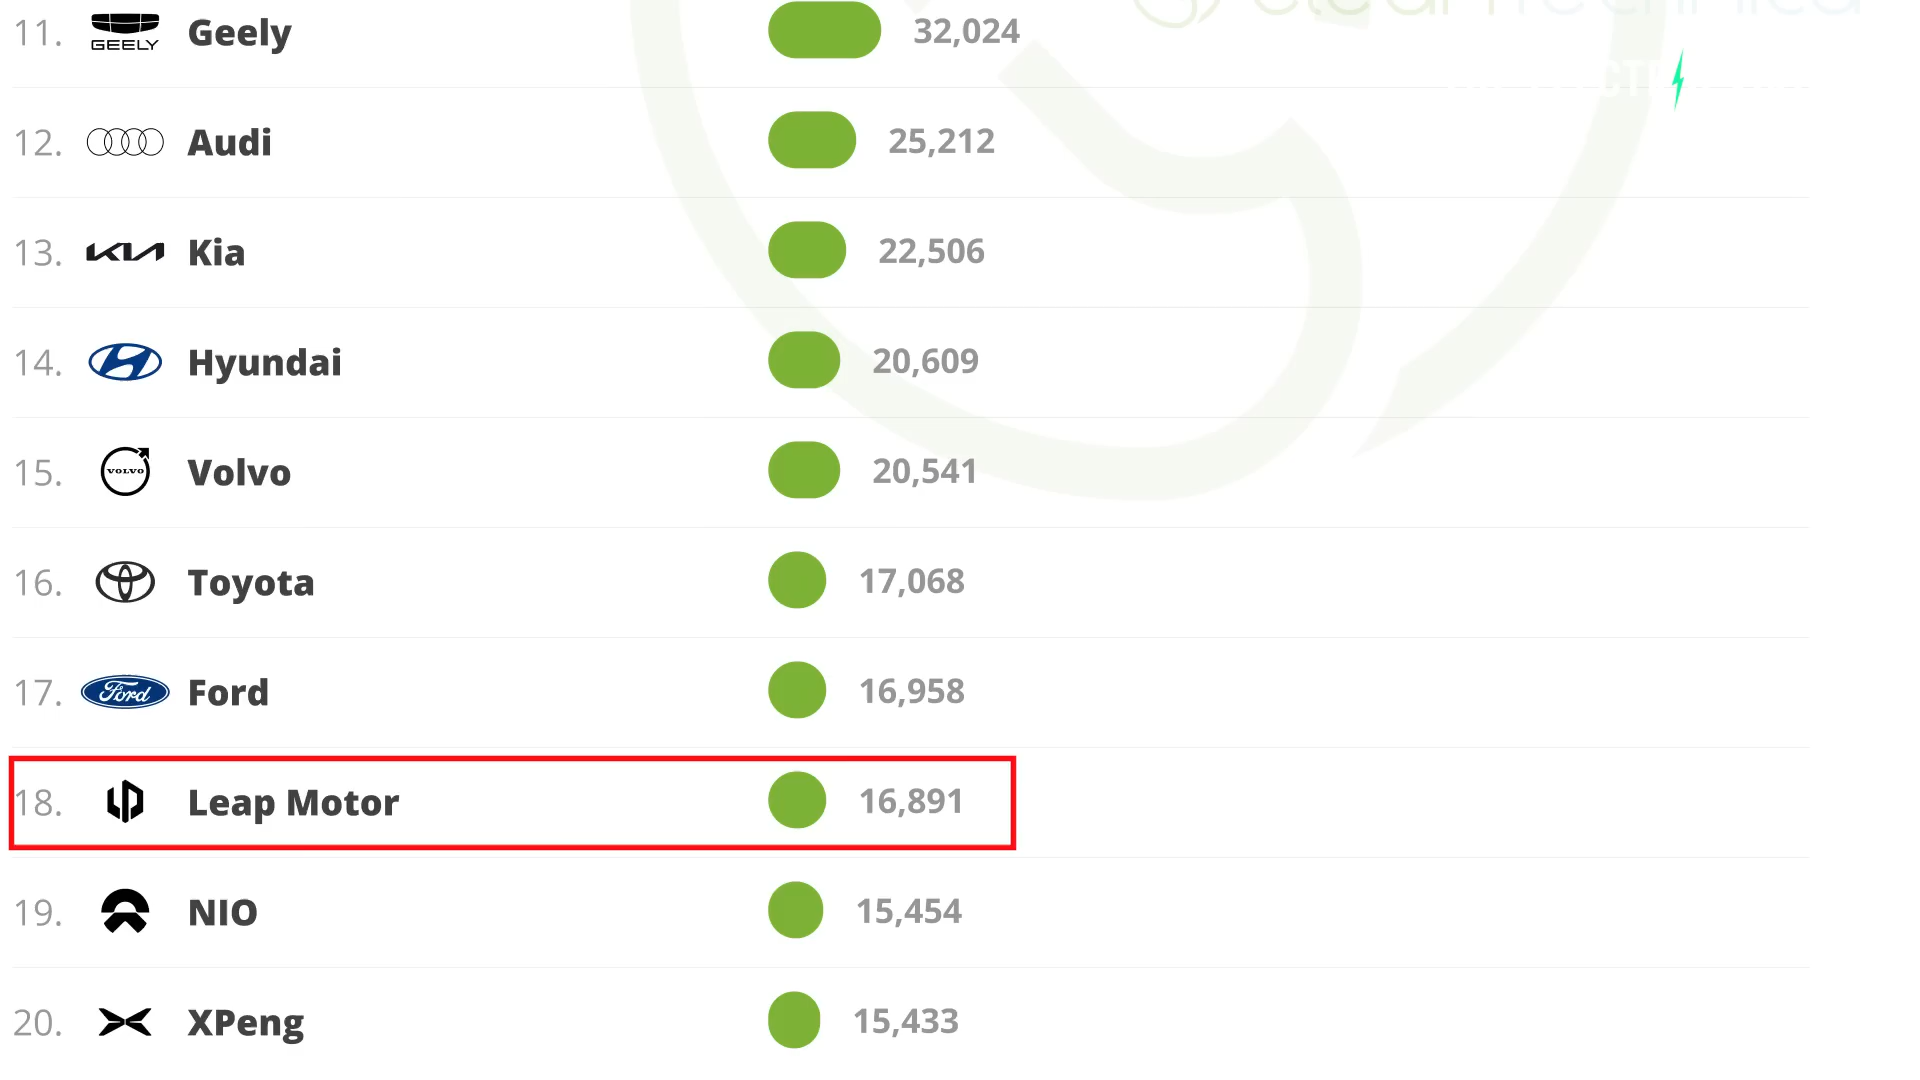 11. GEELY Geely 32,024
12. Audi 25,212
13. KIA Kia 22,506
14. Hyundai 20,609
15. VOLVO Volvo 20,541
16. Toyota 17,068
17. Ford Ford 16,958
18. Leap Motor 16,891
19. NIO 15,454
20. XPeng 15,433